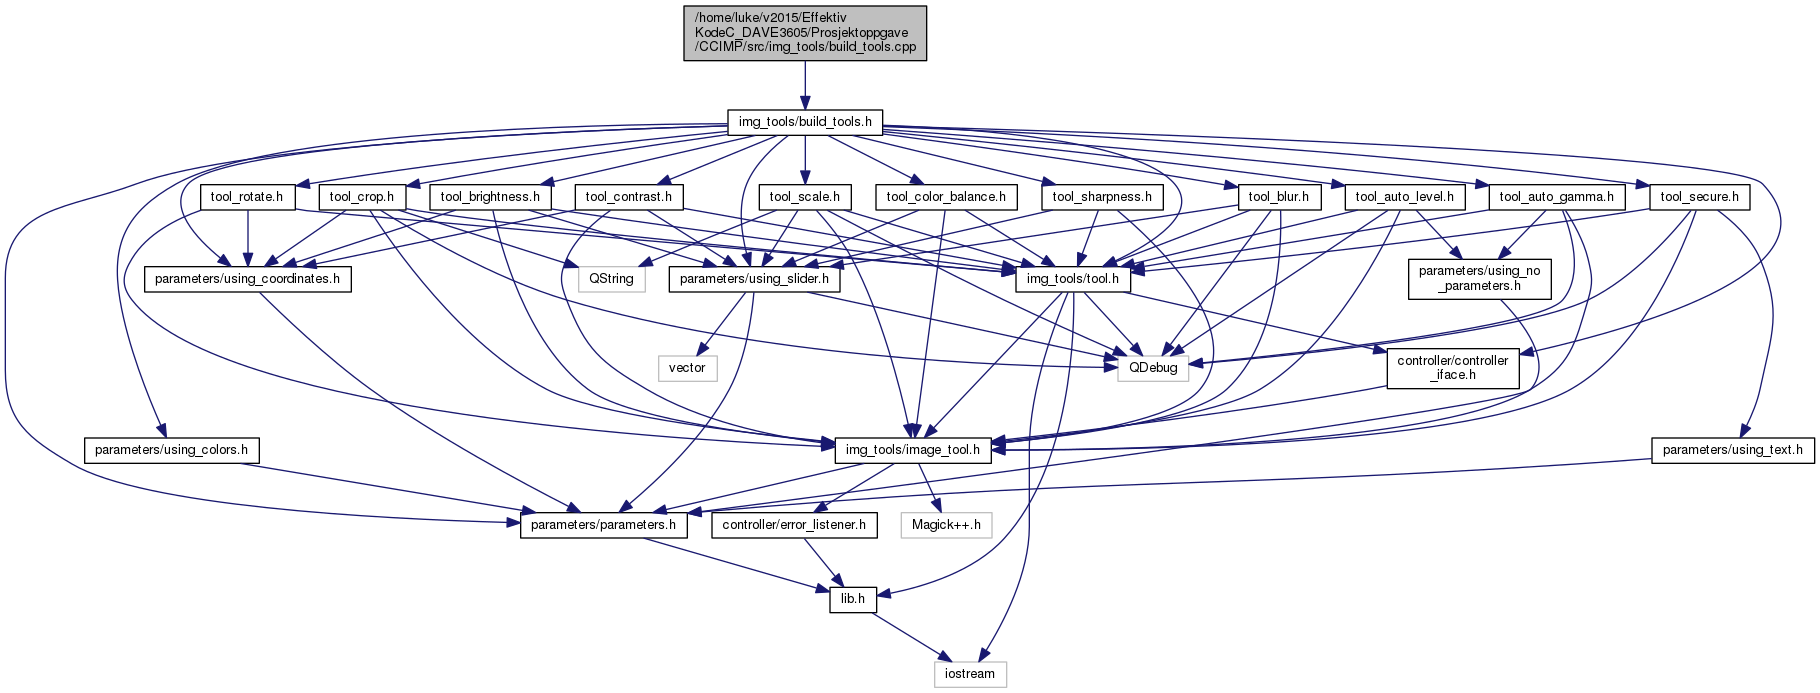 /home/luke/v2015/Effektiv
KodeC_DAVE3605/Prosjektoppgave
/CCIMP/src/img_tools/build_tools.cpp
img_tools/build_tools.h
tool_rotate.h
tool_crop.h
tool_brightness.h
tool_contrast.h
tool_scale.h
tool_color_balance.h
tool_sharpness.h
tool_blur.h
tool_auto_level.h
tool_auto_gamma.h
tool_secure.h
parameters/using_coordinates.h
QString
parameters/using_slider.h
img_tools/tool.h
parameters/using_no
_parameters.h
vector
QDebug
controller/controller
_iface.h
parameters/using_colors.h
img_tools/image_tool.h
parameters/using_text.h
parameters/parameters.h
controller/error_listener.h
Magick++.h
lib.h
iostream